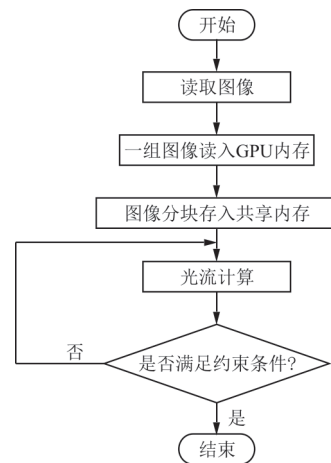 开始
读取图像
一组图像读入GPU内存
图像分块存入共享内存
光流计算
否
是否满足约束条件?
是
结束